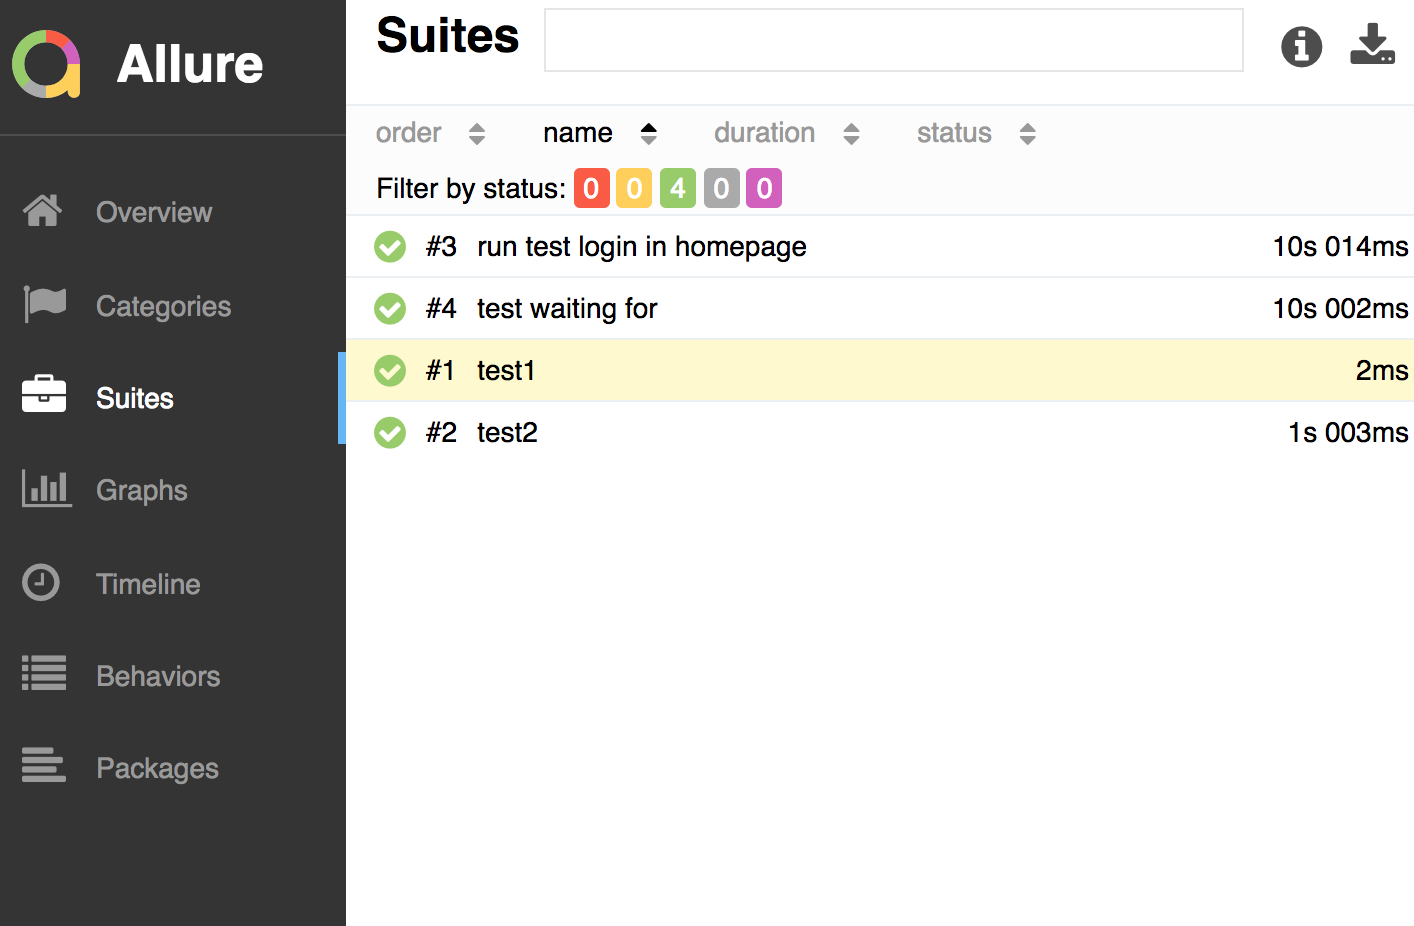 Allure
Overview
Categories
Suites
Graphs
Timeline
Behaviors
Packages
Suites
order name duration status
Filter by status: 0 0 4 0 0
#3 run test login in homepage 10s 014ms
#4 test waiting for 10s 002ms
#1 test1 2ms
#2 test2 1s 003ms